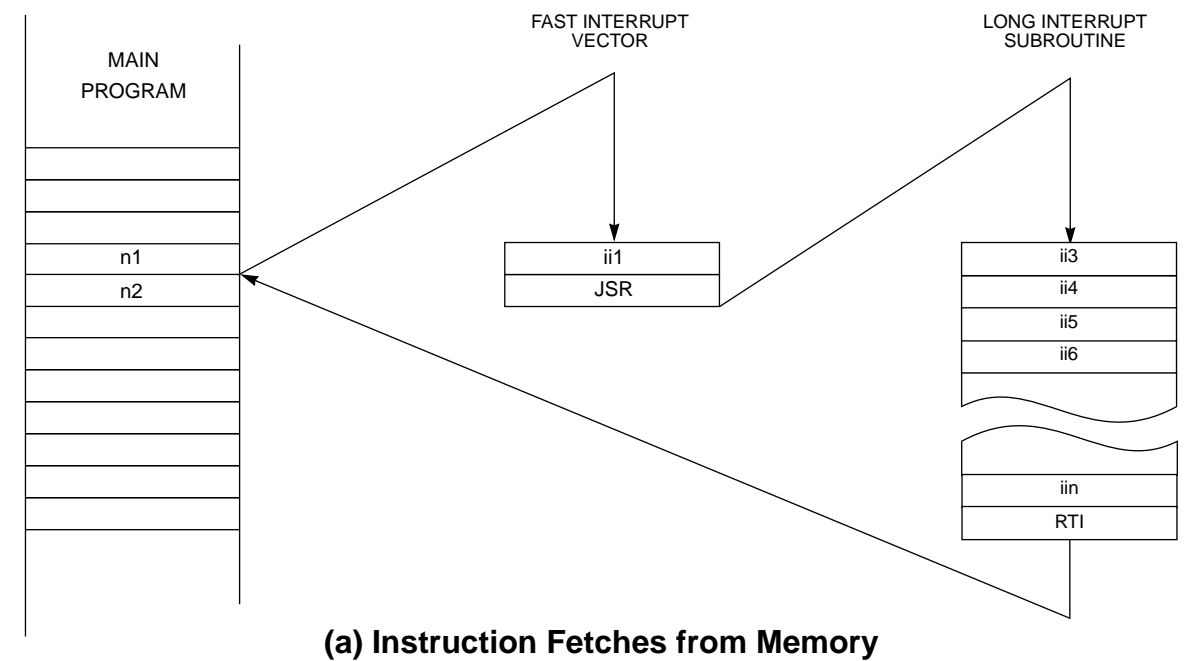 FAST INTERRUPT
VECTOR
LONG INTERRUPT
SUBROUTINE
MAIN
PROGRAM
n1
n2
ii1
JSR
ii3
ii4
ii5
ii6
iin
RTI
(a) Instruction Fetches from Memory